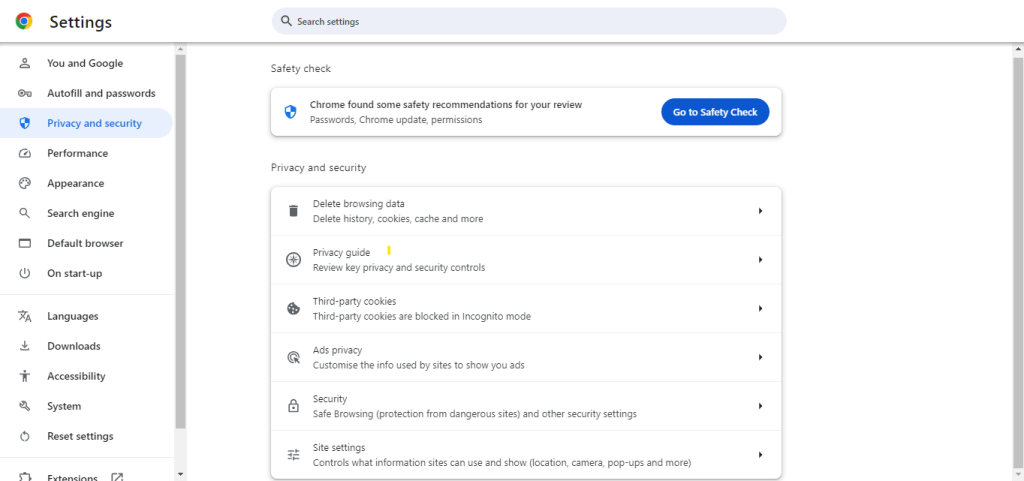 Settings
Search settings
You and Google
Autofill and passwords
Privacy and security
Performance
Appearance
Search engine
Default browser
On start-up
Languages
Downloads
Accessibility
System
Reset settings
Extensions
Safety check
Chrome found some safety recommendations for your review
Passwords, Chrome update, permissions
Go to Safety Check
Privacy and security
Delete browsing data
Delete history, cookies, cache and more
Privacy guide
Review key privacy and security controls
Third-party cookies
Third-party cookies are blocked in Incognito mode
Ads privacy
Customise the info used by sites to show you ads
Security
Safe Browsing (protection from dangerous sites) and other security settings
Site settings
Controls what information sites can use and show (location, camera, pop-ups and more)